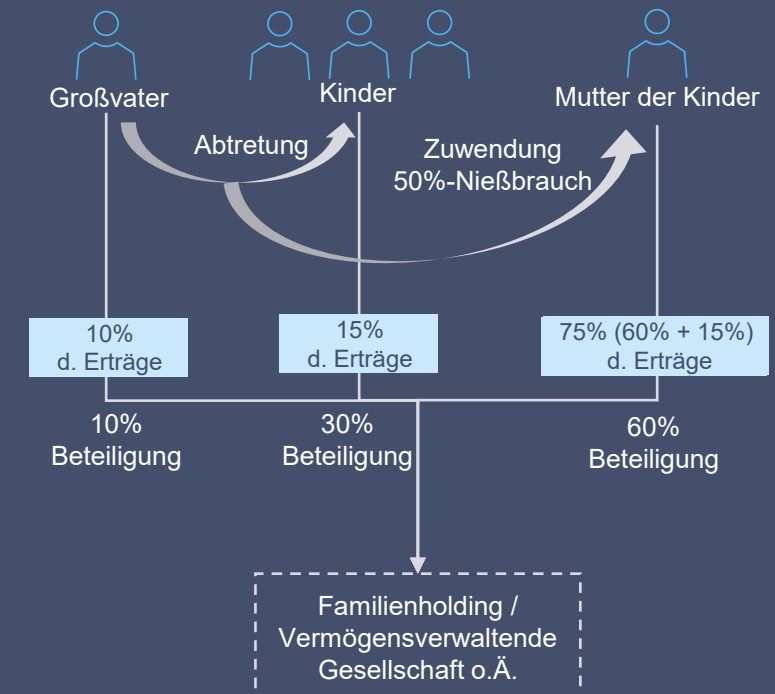 Großvater
Kinder
Mutter der Kinder
Abtretung
Zuwendung
50%-Nießbrauch
10%
d. Erträge
15%
d. Erträge
75% (60% + 15%)
d. Erträge
10%
Beteiligung
30%
Beteiligung
60%
Beteiligung
Familienholding /
Vermögensverwaltende
Gesellschaft o.Ä.